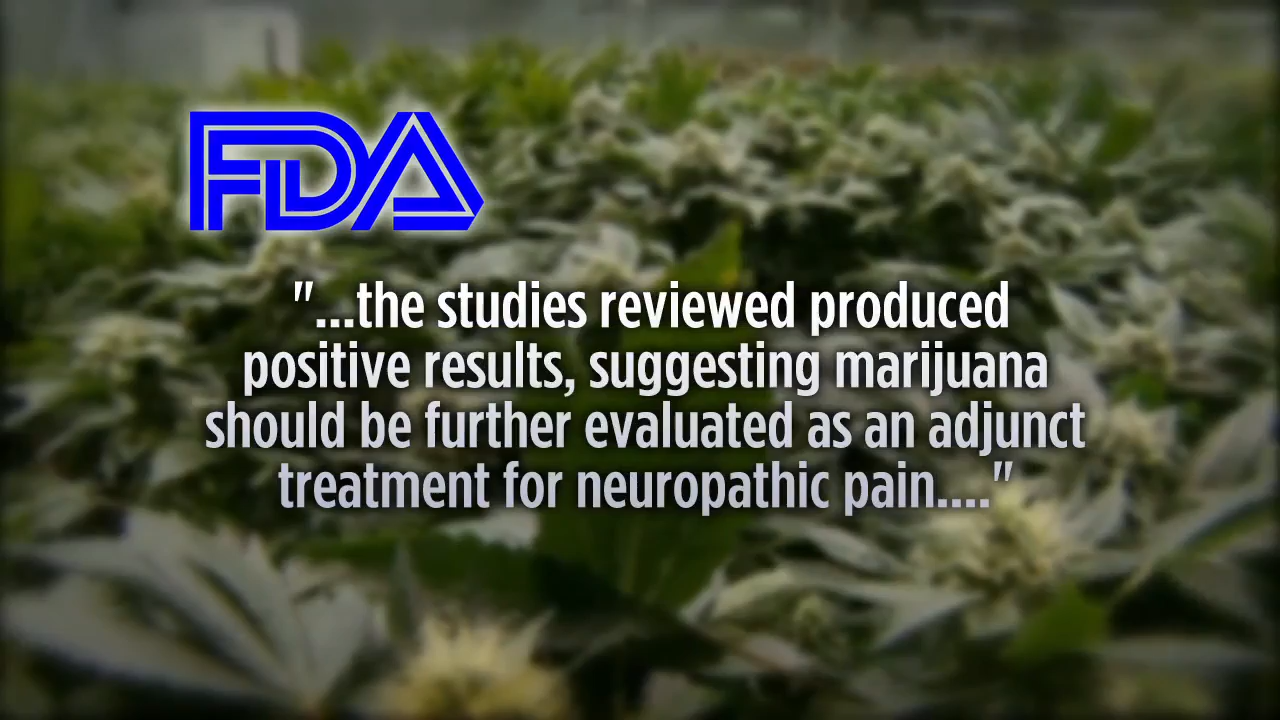 FDA
"...the studies reviewed produced
positive results, suggesting marijuana
should be further evaluated as an adjunct
treatment for neuropathic pain...."